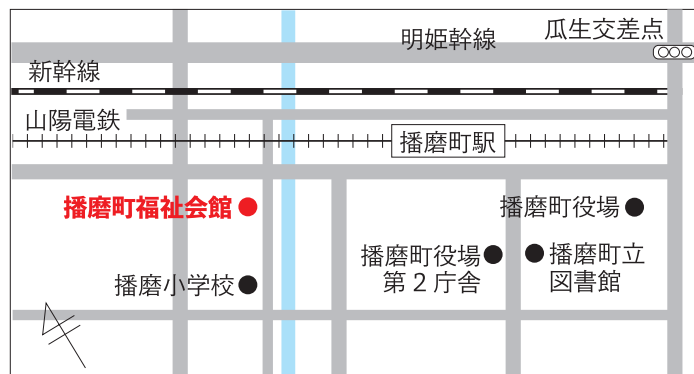 瓜生交差点
明姫幹線
新幹線
山陽電鉄
播磨町駅
播磨町福祉会館
播磨町役場
播磨町役場
第2庁舎
播磨町立
図書館
播磨小学校